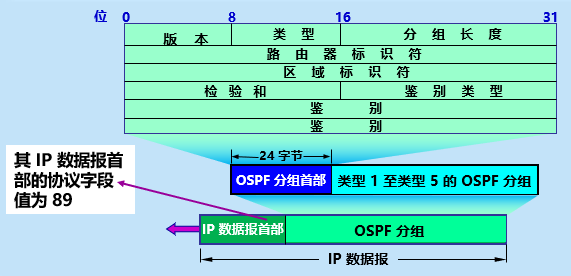 位 0 8 16 31
版 本 类 型 分 组 长 度
路 由 器 标 识 符
区 域 标 识 符
检 验 和 鉴 别 类 型
鉴 别
鉴 别
24 字节
其 IP 数据报首
部的协议字段
值为 89
OSPF 分组首部 类型 1 至类型 5 的 OSPF 分组
IP 数据报首部 OSPF 分组
IP 数据报